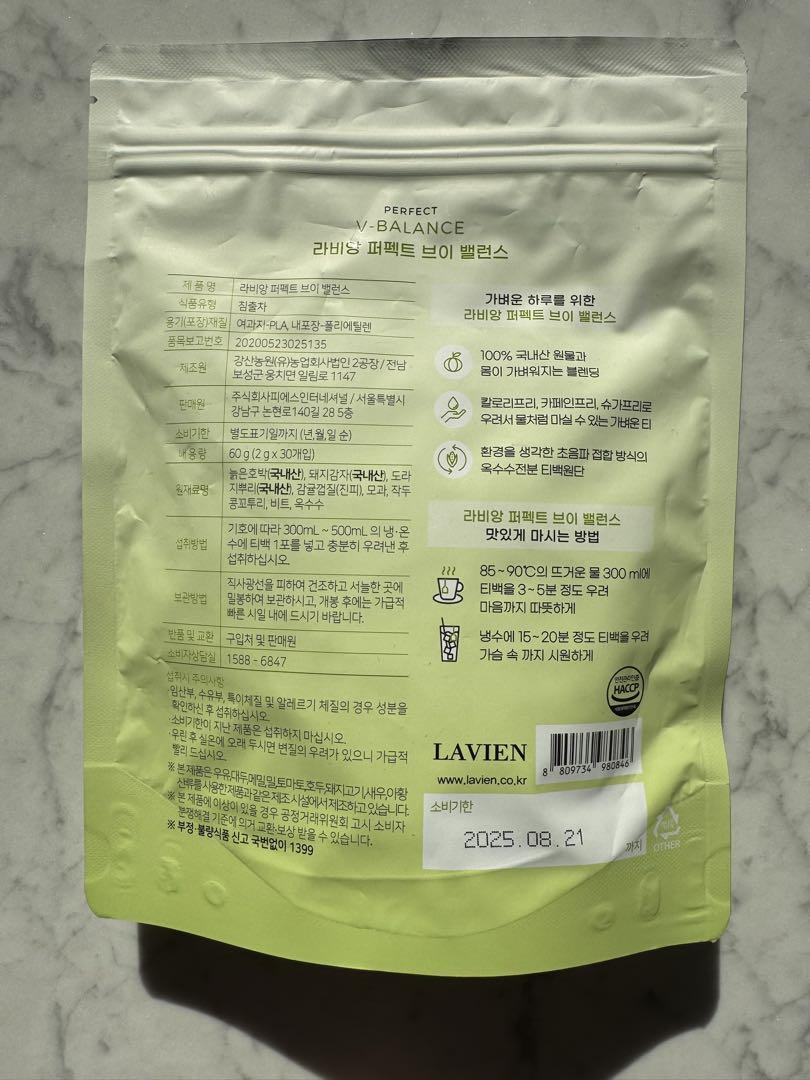 PERFECT
V-BALANCE
라비앙 퍼펙트 브이 밸런스
제 품 명 라비앙 퍼펙트 브이 밸런스
식품유형 침출차
용기(포장)재질 여과지-PLA, 내포장-폴리에틸렌
품목보고번호 20200523025135
제조원 강산농원(유)농업회사법인 2공장 / 전남
보성군 웅치면 일림로 1147
판매원 주식회사피에스인터네셔널 / 서울특별시
강남구 논현로140길 28 5층
소비기한 별도표기일까지 (년,월,일 순)
내 용 량 60 g (2 g x 30개입)
원재료명 늙은호박(국내산), 돼지감자(국내산), 도라
지뿌리(국내산), 감귤껍질(진피), 모과, 작두
콩꼬투리, 비트, 옥수수
섭취방법 기호에 따라 300mL ~ 500mL 의 냉·온
수에 티백 1포를 넣고 충분히 우려낸 후
섭취하십시오.
보관방법 직사광선을 피하여 건조하고 서늘한 곳에
밀봉하여 보관하시고, 개봉 후에는 가급적
빠른 시일 내에 드시기 바랍니다.
반품 및 교환 구입처 및 판매원
소비자상담실 1588 - 6847
섭취시 주의사항
·임산부, 수유부, 특이체질 및 알레르기 체질의 경우 성분을
확인하신 후 섭취하십시오.
·소비기한이 지난 제품은 섭취하지 마십시오.
·우린 후 실온에 오래 두시면 변질의 우려가 있으니 가급적
빨리 드십시오.
※ 본 제품은 우유,대두,메밀,밀,토마토,호두,돼지고기,새우,아황
산류를 사용한 제품과 같은 제조 시설에서 제조하고 있습니다.
※ 본 제품에 이상이 있을 경우 공정거래위원회 고시 소비자
분쟁해결 기준에 의거 교환·보상 받을 수 있습니다.
※ 부정·불량식품 신고 국번없이 1399
가벼운 하루를 위한
라비앙 퍼펙트 브이 밸런스
100% 국내산 원물과
몸이 가벼워지는 블렌딩
칼로리프리, 카페인프리, 슈가프리로
우려서 물처럼 마실 수 있는 가벼운 티
환경을 생각한 초음파 접합 방식의
옥수수전분 티백원단
라비앙 퍼펙트 브이 밸런스
맛있게 마시는 방법
85 ~ 90℃의 뜨거운 물 300 ml에
티백을 3 ~ 5분 정도 우려
마음까지 따뜻하게
냉수에 15 ~ 20분 정도 티백을 우려
가슴 속 까지 시원하게
안전관리인증
HACCP
식품의약품안전처
LAVIEN
www.lavien.co.kr
8 809734 980846
소비기한
2025.08.21
까지
OTHER